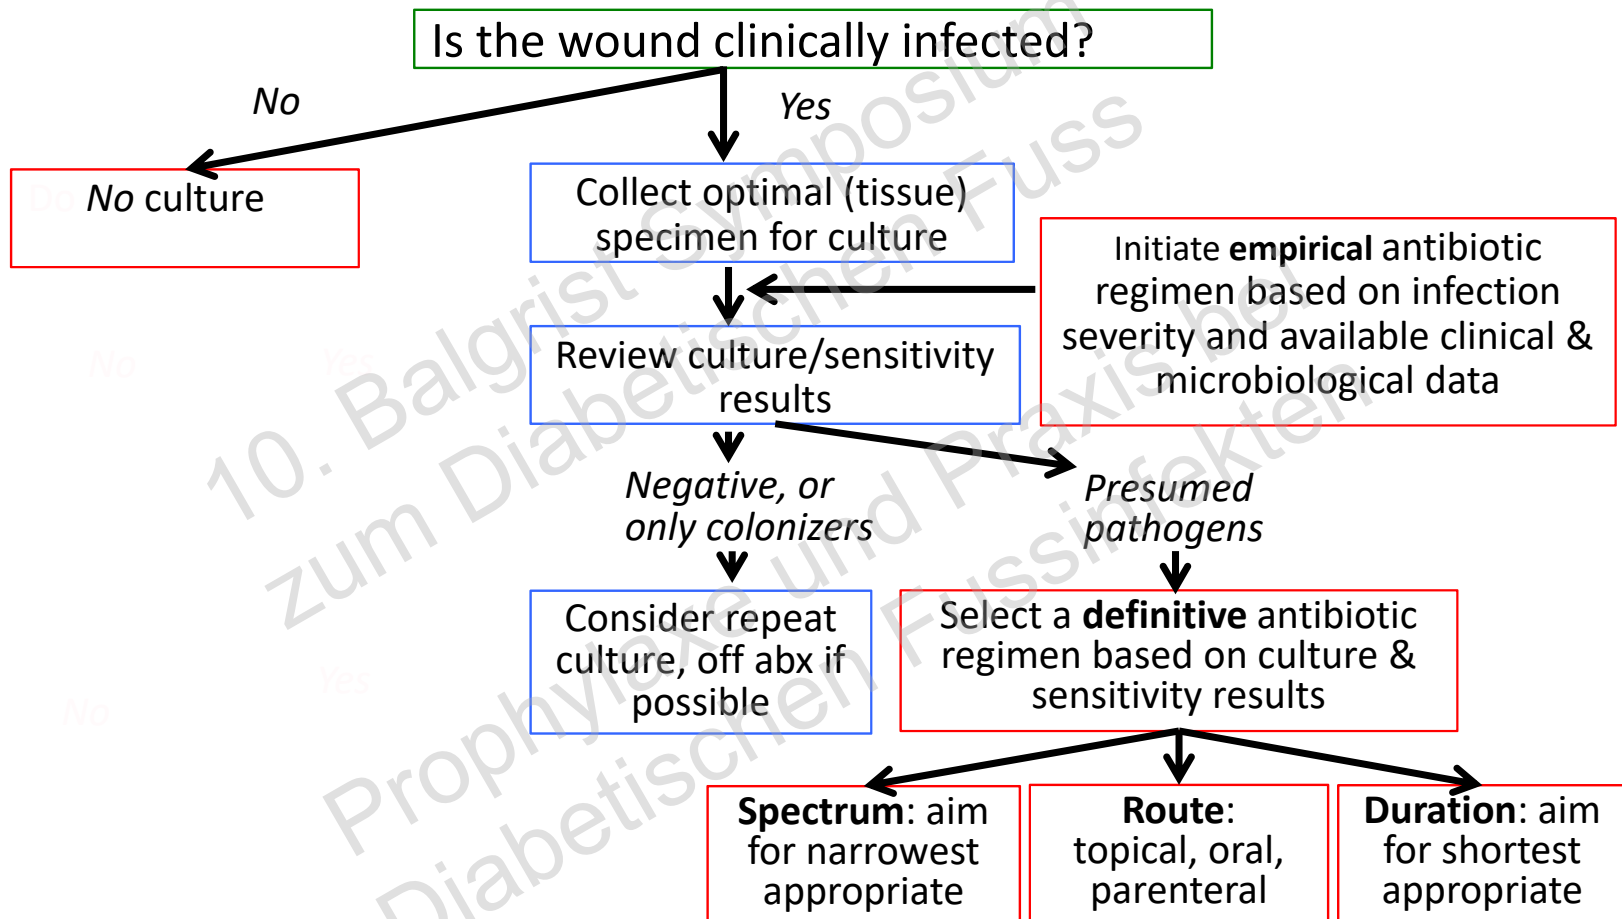 Is the wound clinically infected?
No
Yes
No culture
Collect optimal (tissue)
specimen for culture
Initiate empirical antibiotic
regimen based on infection
severity and available clinical &
microbiological data
Review culture/sensitivity
results
No
Yes
Negative, or
only colonizers
Presumed
pathogens
Consider repeat
culture, off abx if
possible
Select a definitive antibiotic
regimen based on culture &
sensitivity results
Yes
No
Spectrum: aim
for narrowest
appropriate
Route:
topical, oral,
parenteral
Duration: aim
for shortest
appropriate
10. Balgrist Symposium
zum Diabetischen Fuss
Prophylaxe und Praxis bei
Diabetischen Fussinfekten